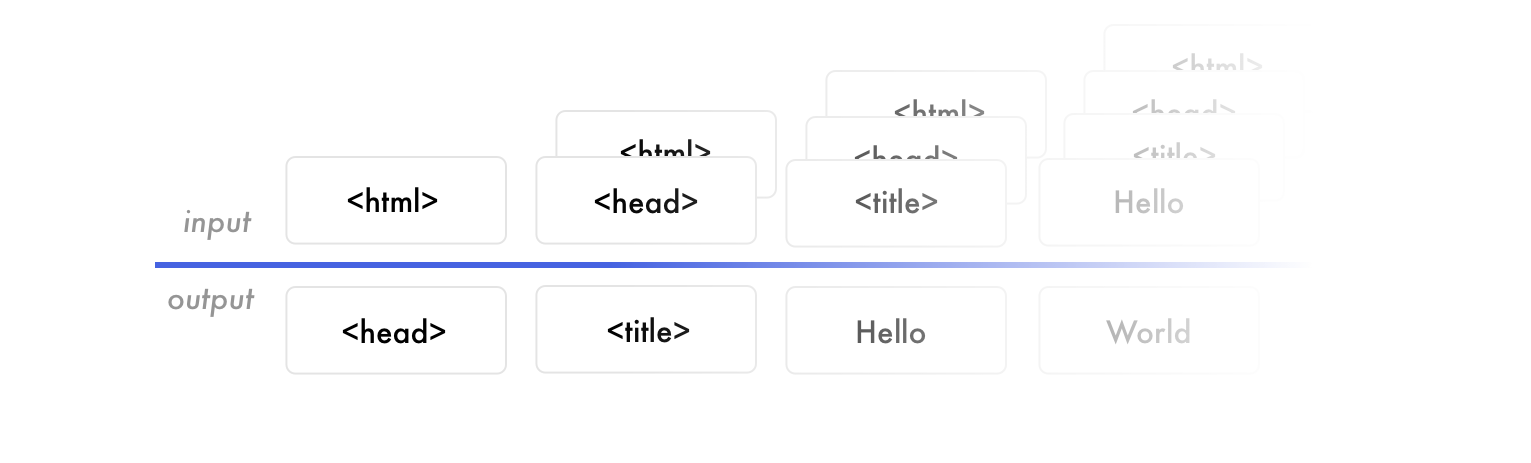 <html>
<html>
<head>
<html>
<head>
<title>
<html>
<head>
<title>
Hello
input
output
<head>
<title>
Hello
World